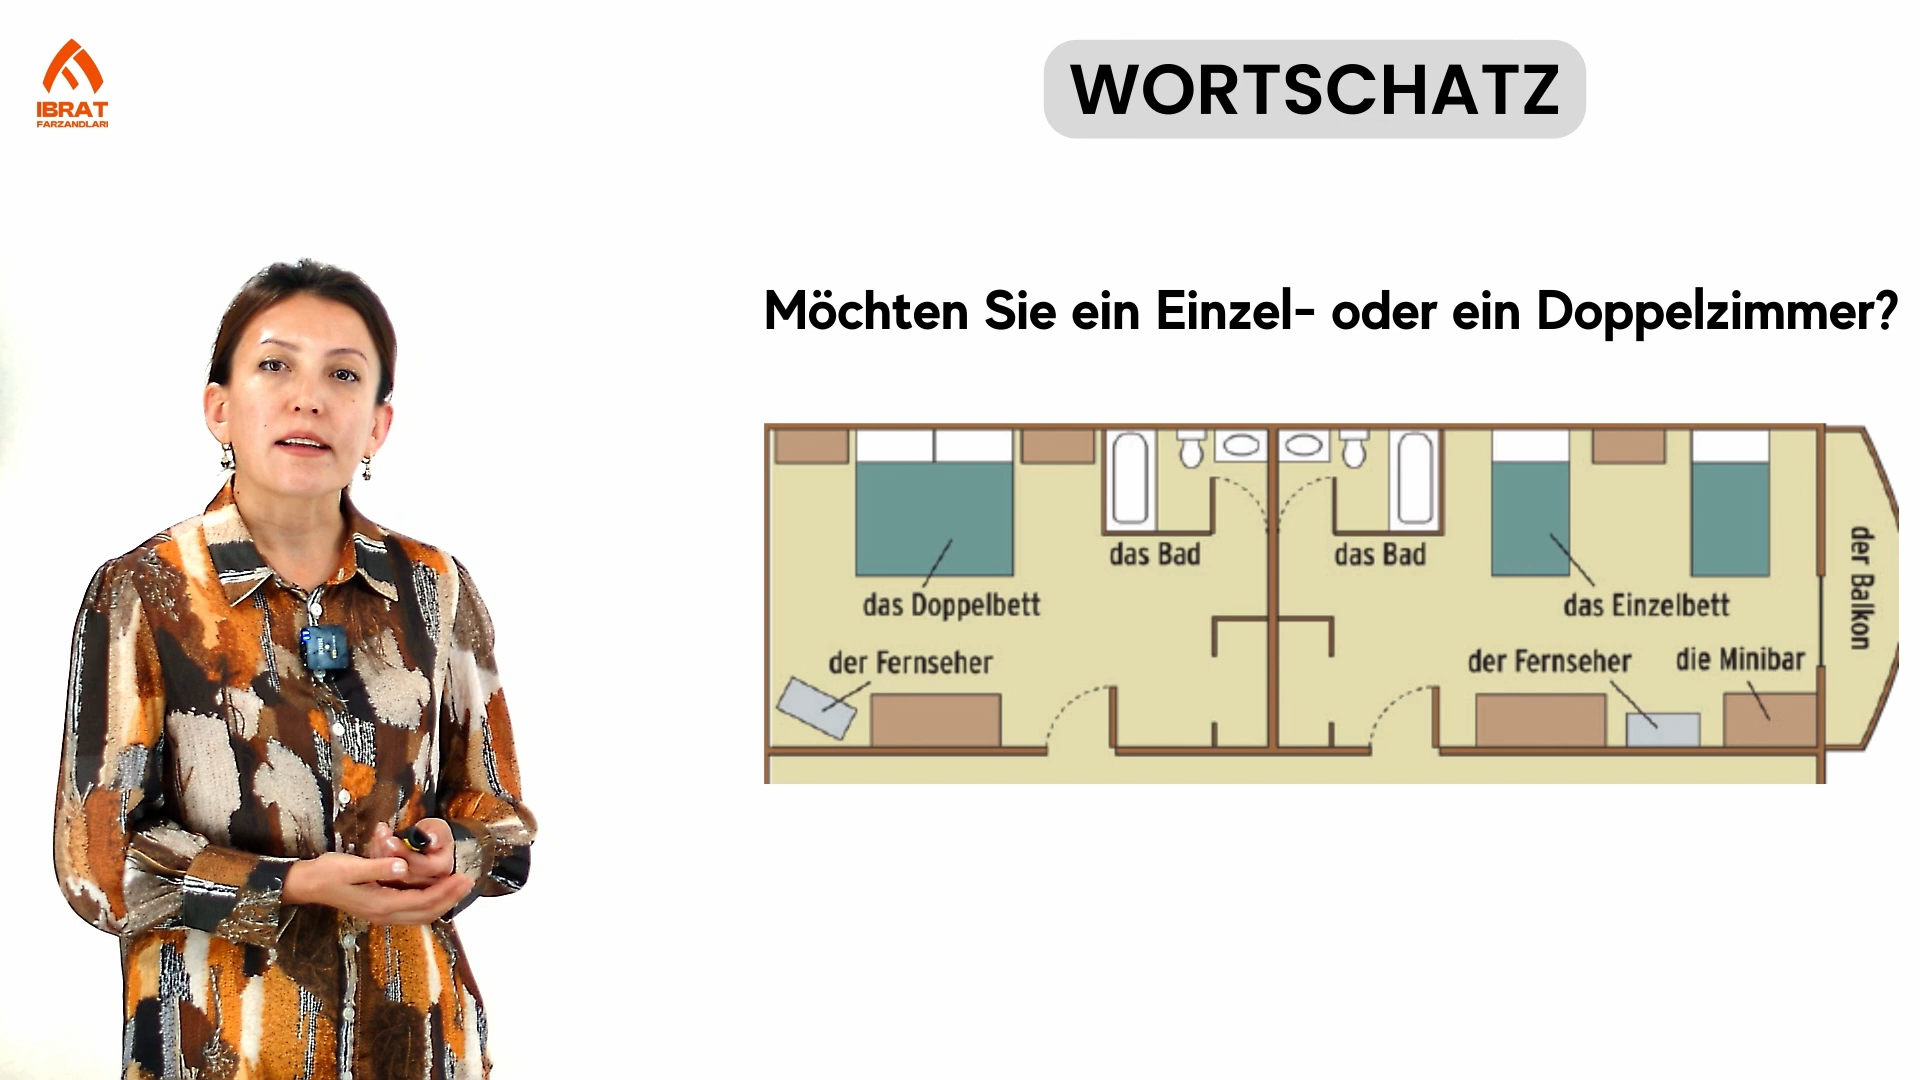 IBRAT
FARZANDLARI
WORTSCHATZ
Möchten Sie ein Einzel- oder ein Doppelzimmer?
das Bad
das Bad
das Doppelbett
das Einzelbett
der Fernseher
der Fernseher
die Minibar
der Balkon